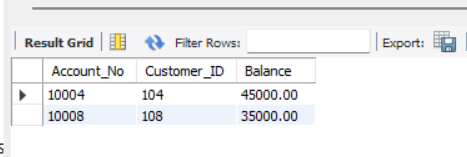 Result Grid Filter Rows: Export:
Account_No Customer_ID Balance
10004 104 45000.00
10008 108 35000.00
s